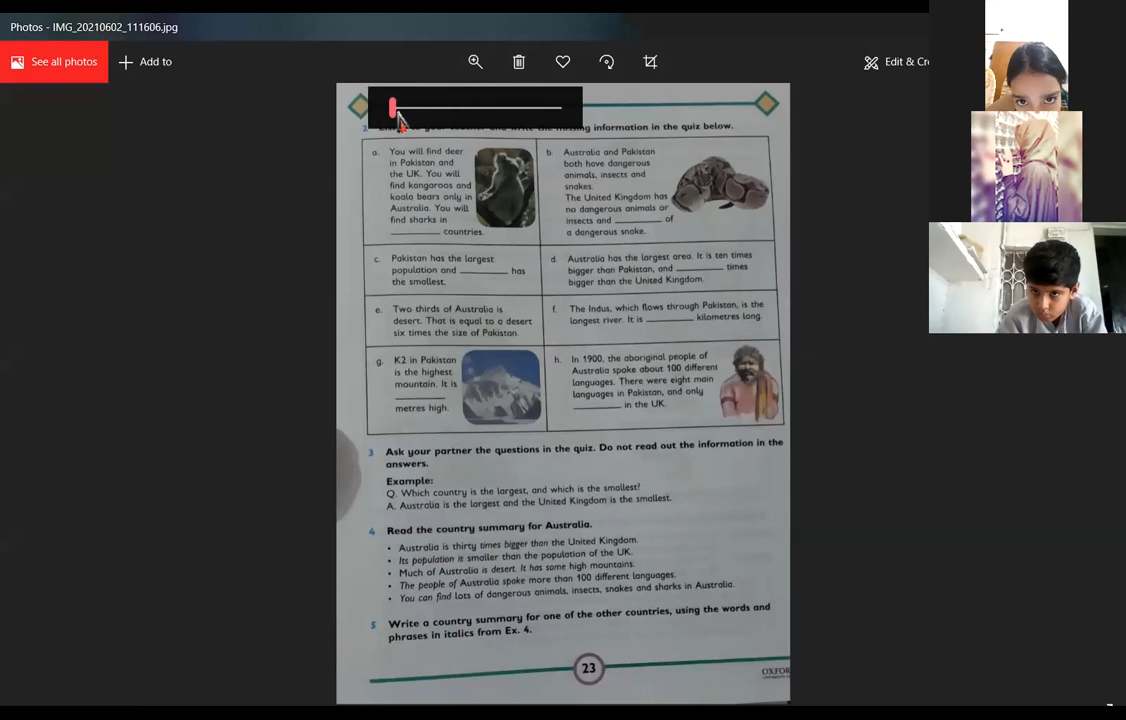 Photos - IMG_20210602_111606.jpg
See all photos
Add to
Edit & Cr
missing information in the quiz below.
a. You will find deer
in Pakistan and
the UK. You will
find kangaroos and
koala bears only in
Australia. You will
find sharks in
________ countries.
b. Australia and Pakistan
both have dangerous
animals, insects and
snakes.
The United Kingdom has
no dangerous animals or
insects and ________ of
a dangerous snake.
c. Pakistan has the largest
population and ________ has
the smallest.
d. Australia has the largest area. It is ten times
bigger than Pakistan, and ________ times
bigger than the United Kingdom.
e. Two thirds of Australia is
desert. That is equal to a desert
six times the size of Pakistan.
f. The Indus, which flows through Pakistan, is the
longest river. It is ________ kilometres long.
g. K2 in Pakistan
is the highest
mountain. It is
________
metres high.
h. In 1900, the aboriginal people of
Australia spoke about 100 different
languages. There were eight main
languages in Pakistan, and only
________ in the UK.
3 Ask your partner the questions in the quiz. Do not read out the information in the
answers.
Example:
Q. Which country is the largest, and which is the smallest?
A. Australia is the largest and the United Kingdom is the smallest.
4 Read the country summary for Australia.
• Australia is thirty times bigger than the United Kingdom.
• Its population is smaller than the population of the UK.
• Much of Australia is desert. It has some high mountains.
• The people of Australia spoke more than 100 different languages.
• You can find lots of dangerous animals, insects, snakes and sharks in Australia.
5 Write a country summary for one of the other countries, using the words and
phrases in italics from Ex. 4.
23
OXFOR